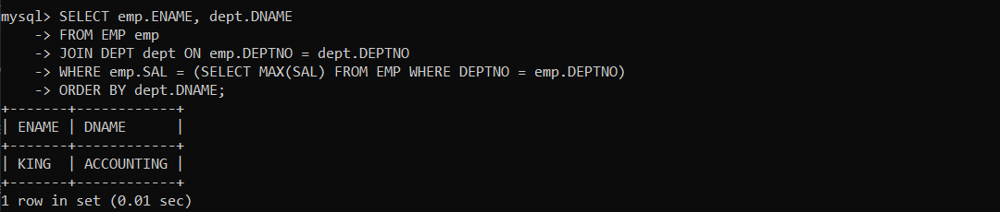 mysql> SELECT emp.ENAME, dept.DNAME
    -> FROM EMP emp
    -> JOIN DEPT dept ON emp.DEPTNO = dept.DEPTNO
    -> WHERE emp.SAL = (SELECT MAX(SAL) FROM EMP WHERE DEPTNO = emp.DEPTNO)
    -> ORDER BY dept.DNAME;
+-------+------------+
| ENAME | DNAME      |
+-------+------------+
| KING  | ACCOUNTING |
+-------+------------+
1 row in set (0.01 sec)